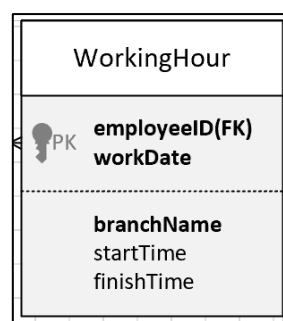 WorkingHour
PK employeeID(FK)
workDate
branchName
startTime
finishTime